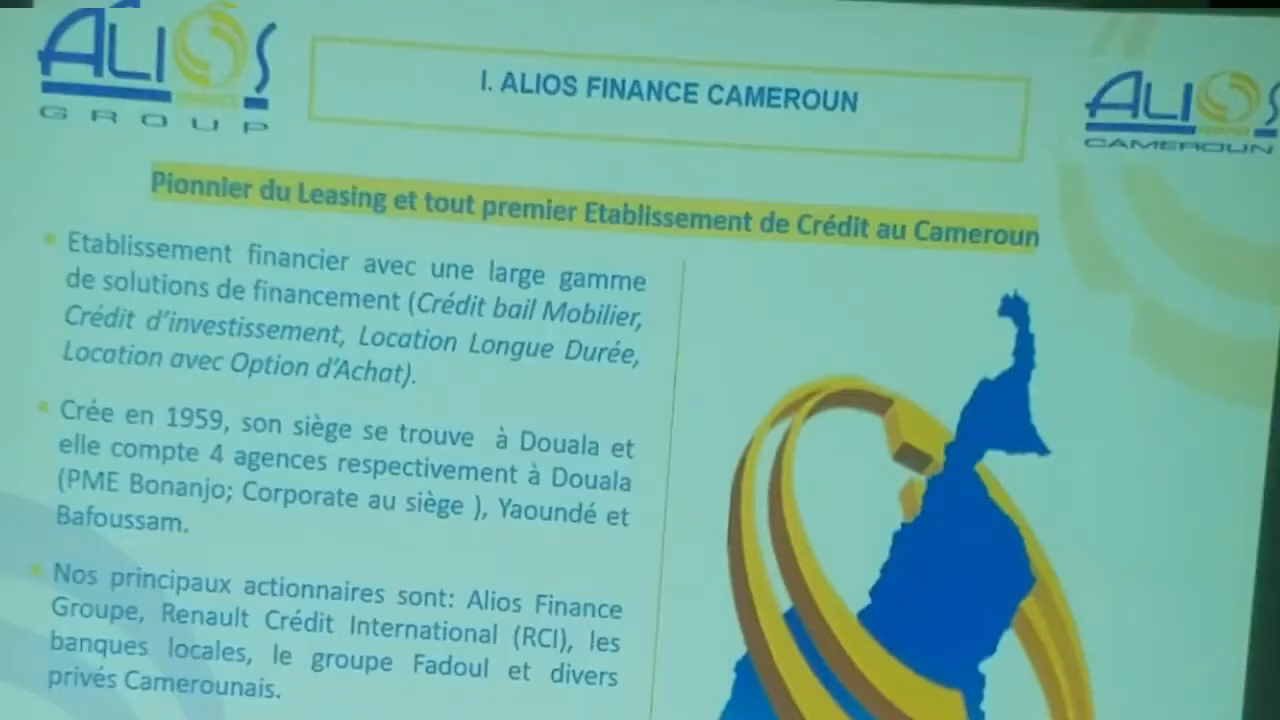 ALIOS
FINANCE
GROUP
I. ALIOS FINANCE CAMEROUN
ALIOS
FINANCE
CAMEROUN
Pionnier du Leasing et tout premier Etablissement de Crédit au Cameroun
Etablissement financier avec une large gamme
de solutions de financement (Crédit bail Mobilier,
Crédit d'investissement, Location Longue Durée,
Location avec Option d'Achat).
Crée en 1959, son siège se trouve à Douala et
elle compte 4 agences respectivement à Douala
(PME Bonanjo; Corporate au siège ), Yaoundé et
Bafoussam.
Nos principaux actionnaires sont: Alios Finance
Groupe, Renault Crédit International (RCI), les
banques locales, le groupe Fadoul et divers
privés Camerounais.